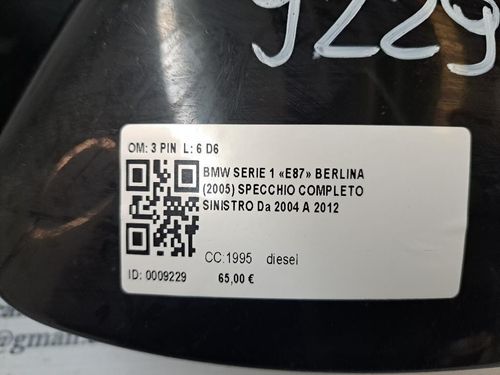 9229
OM: 3 PIN L: 6 D6
BMW SERIE 1 «E87» BERLINA
(2005) SPECCHIO COMPLETO
SINISTRO Da 2004 A 2012
CC:1995 diesel
ID: 0009229
65,00 €
@gmail.